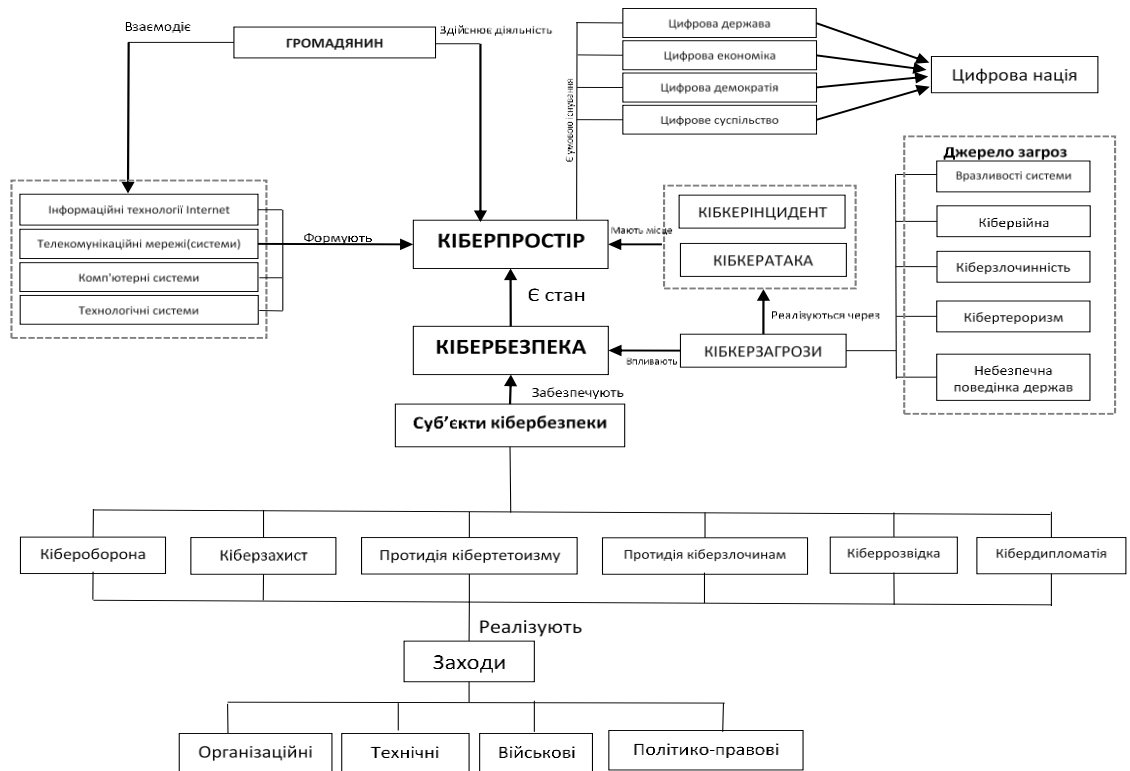 Взаємодіє
ГРОМАДЯНИН
Здійснює діяльність
Цифрова держава
Цифрова економіка
Цифрова демократія
Цифрове суспільство
Є умовою існування
Цифрова нація
Джерело загроз
Вразливості системи
Кібервійна
Кіберзлочинність
Кібертероризм
Небезпечна
поведінка держав
Інформаційні технології Internet
Телекомунікаційні мережі(системи)
Комп'ютерні системи
Технологічні системи
Формують
КІБЕРПРОСТІР
Мають місце
КІБКЕРІНЦИДЕНТ
КІБКЕРАТАКА
Є стан
Реалізуються через
КІБЕРБЕЗПЕКА
Впливають
КІБКЕРЗАГРОЗИ
Забезпечують
Суб’єкти кібербезпеки
Кібероборона
Кіберзахист
Протидія кібертетоизму
Протидія кіберзлочинам
Кіберрозвідка
Кібердипломатія
Реалізують
Заходи
Організаційні
Технічні
Військові
Політико-правові